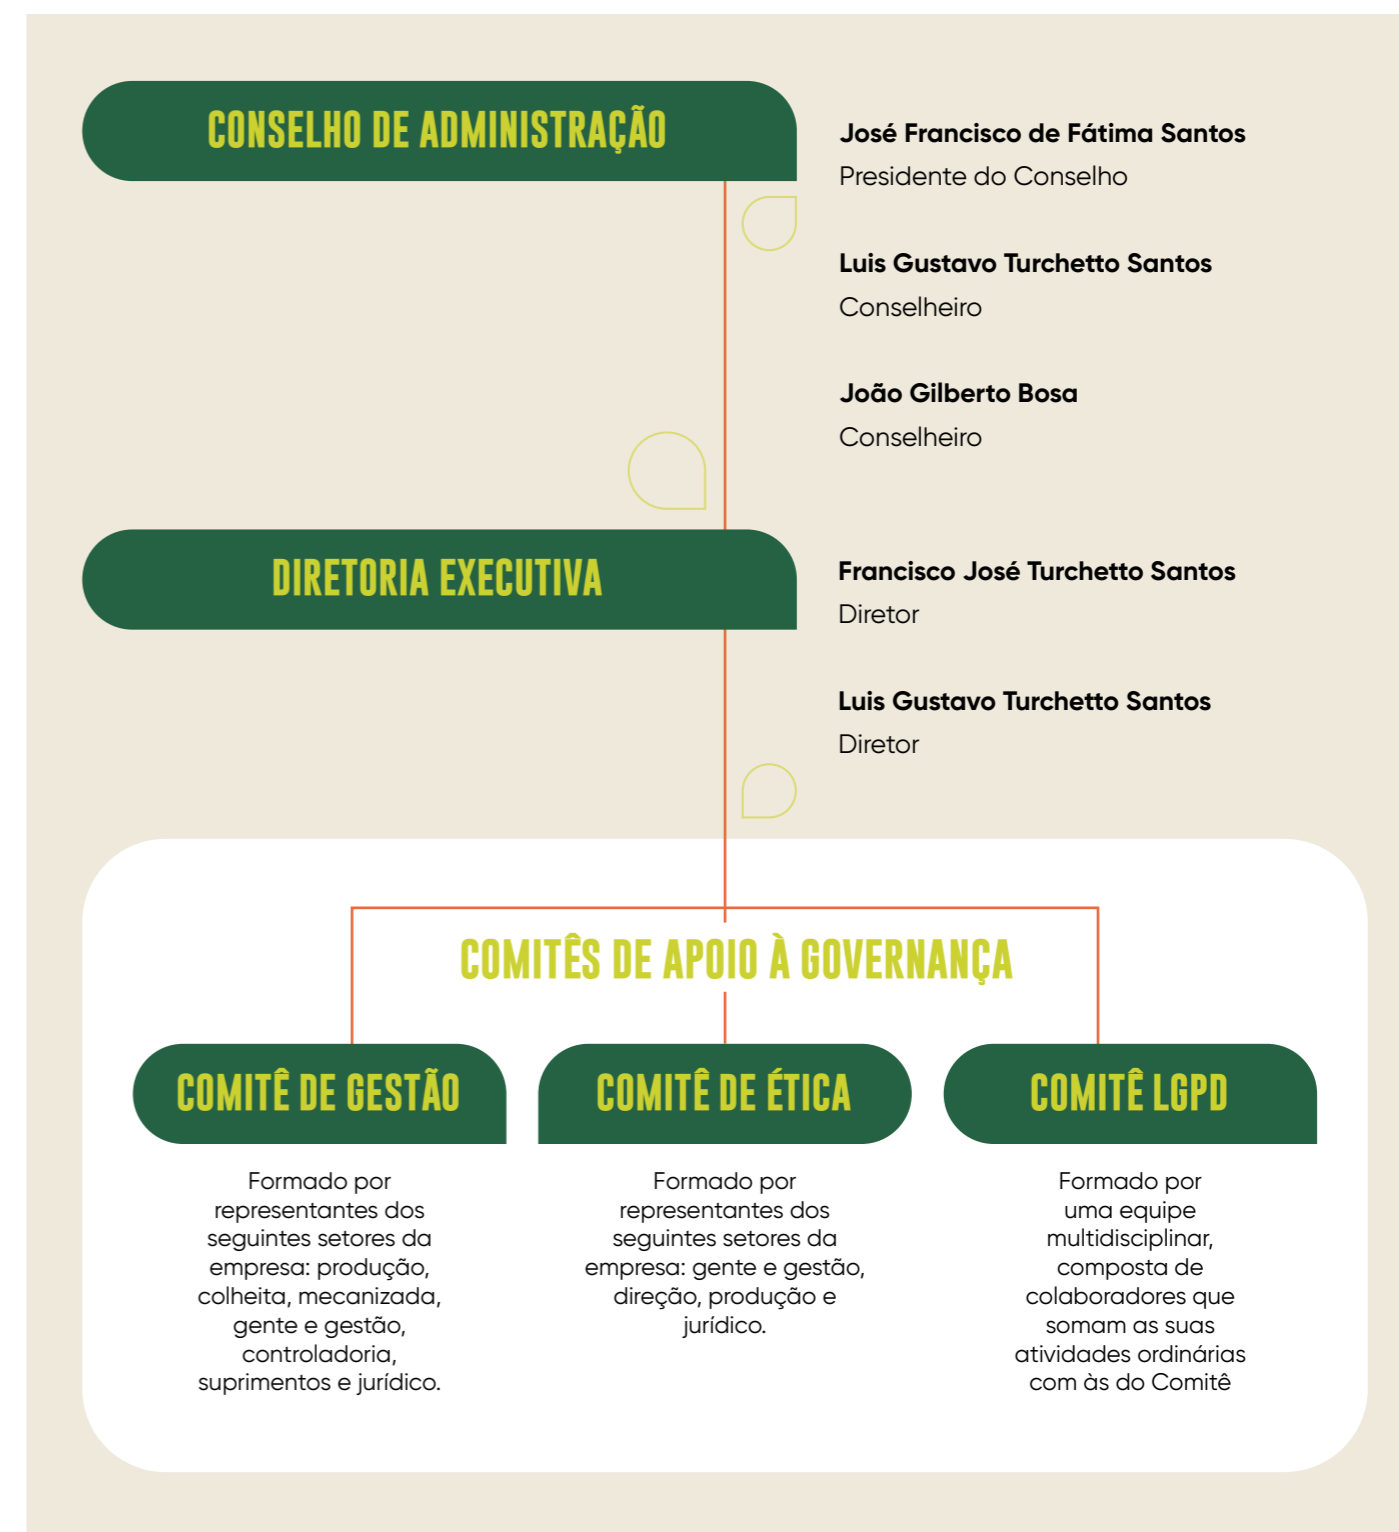 CONSELHO DE ADMINISTRAÇÃO
José Francisco de Fátima Santos
Presidente do Conselho
Luis Gustavo Turchetto Santos
Conselheiro
João Gilberto Bosa
Conselheiro
DIRETORIA EXECUTIVA
Francisco José Turchetto Santos
Diretor
Luis Gustavo Turchetto Santos
Diretor
COMITÊS DE APOIO À GOVERNANÇA
COMITÊ DE GESTÃO
Formado por
representantes dos
seguintes setores da
empresa: produção,
colheita, mecanizada,
gente e gestão,
controladoria,
suprimentos e jurídico.
COMITÊ DE ÉTICA
Formado por
representantes dos
seguintes setores da
empresa: gente e gestão,
direção, produção e
jurídico.
COMITÊ LGPD
Formado por
uma equipe
multidisciplinar,
composta de
colaboradores que
somam as suas
atividades ordinárias
com às do Comitê